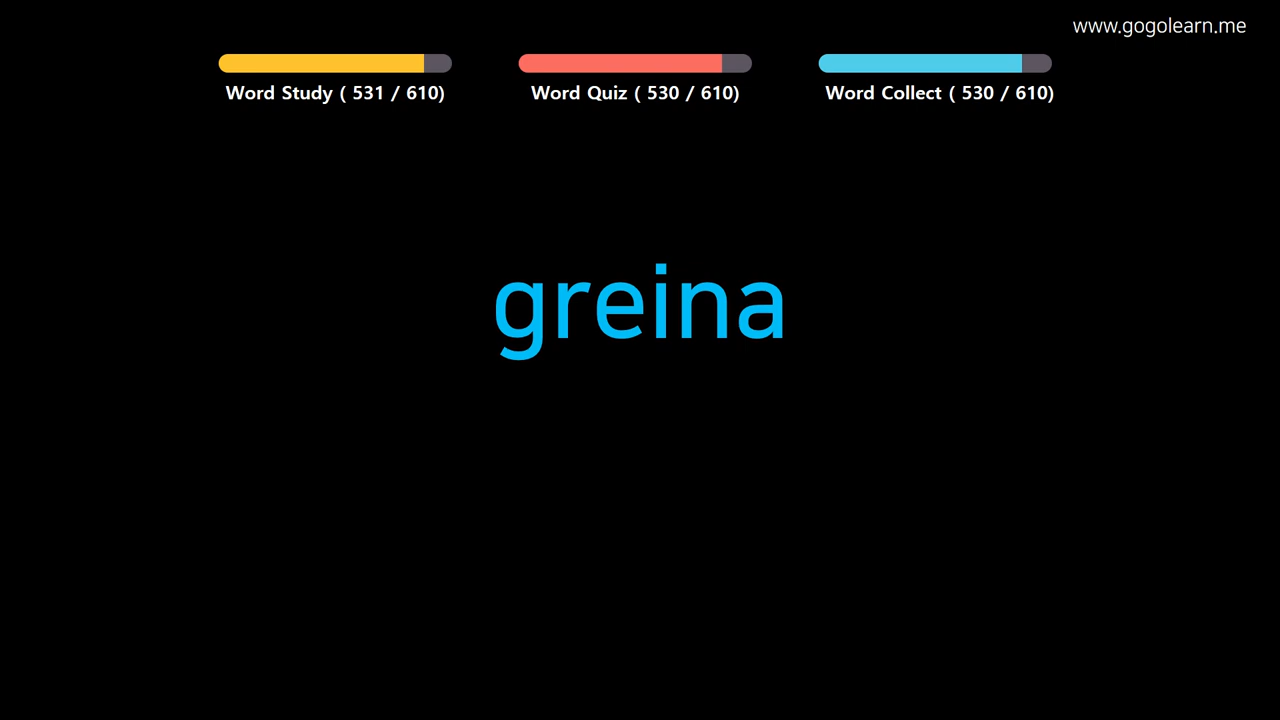 www.gogolearn.me
Word Study ( 531 / 610)
Word Quiz ( 530 / 610)
Word Collect ( 530 / 610)
greina